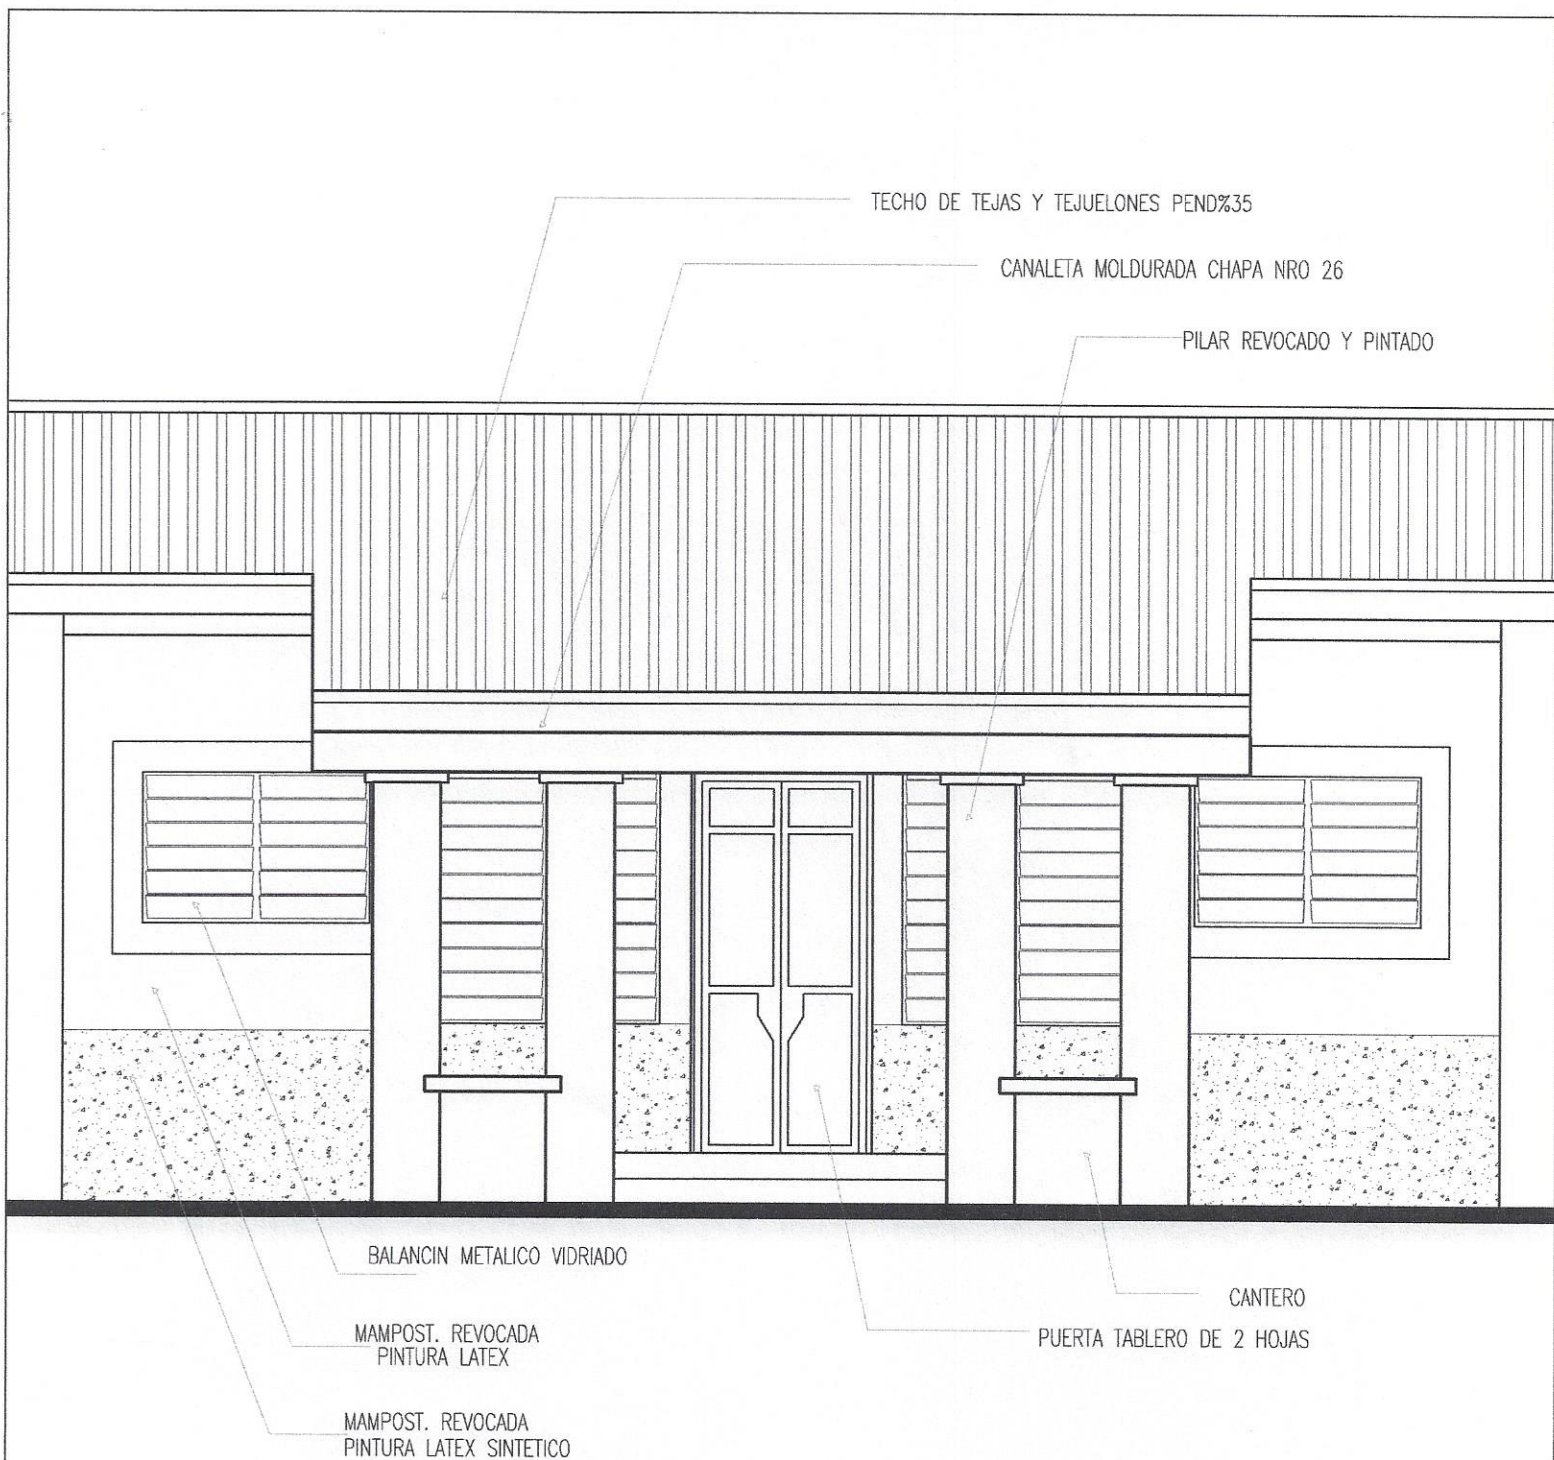 TECHO DE TEJAS Y TEJUELONES PEND%35
CANALETA MOLDURADA CHAPA NRO 26
PILAR REVOCADO Y PINTADO
BALANCIN METALICO VIDRIADO
CANTERO
MAMPOST. REVOCADA
PINTURA LATEX
PUERTA TABLERO DE 2 HOJAS
MAMPOST. REVOCADA
PINTURA LATEX SINTETICO